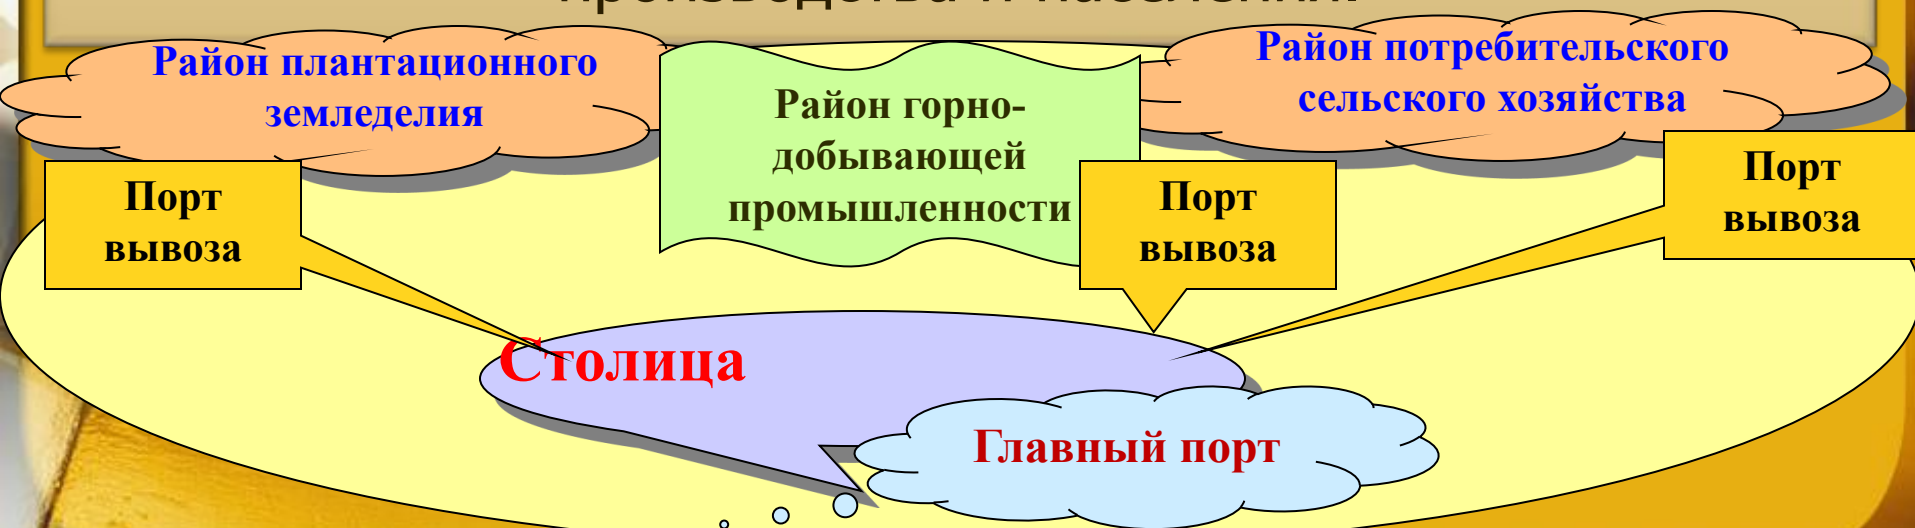 Район плантационного
земледелия
Район горно-
добывающей
промышленности
Район потребительского
сельского хозяйства
Порт
вывоза
Порт
вывоза
Порт
вывоза
Столица
Главный порт